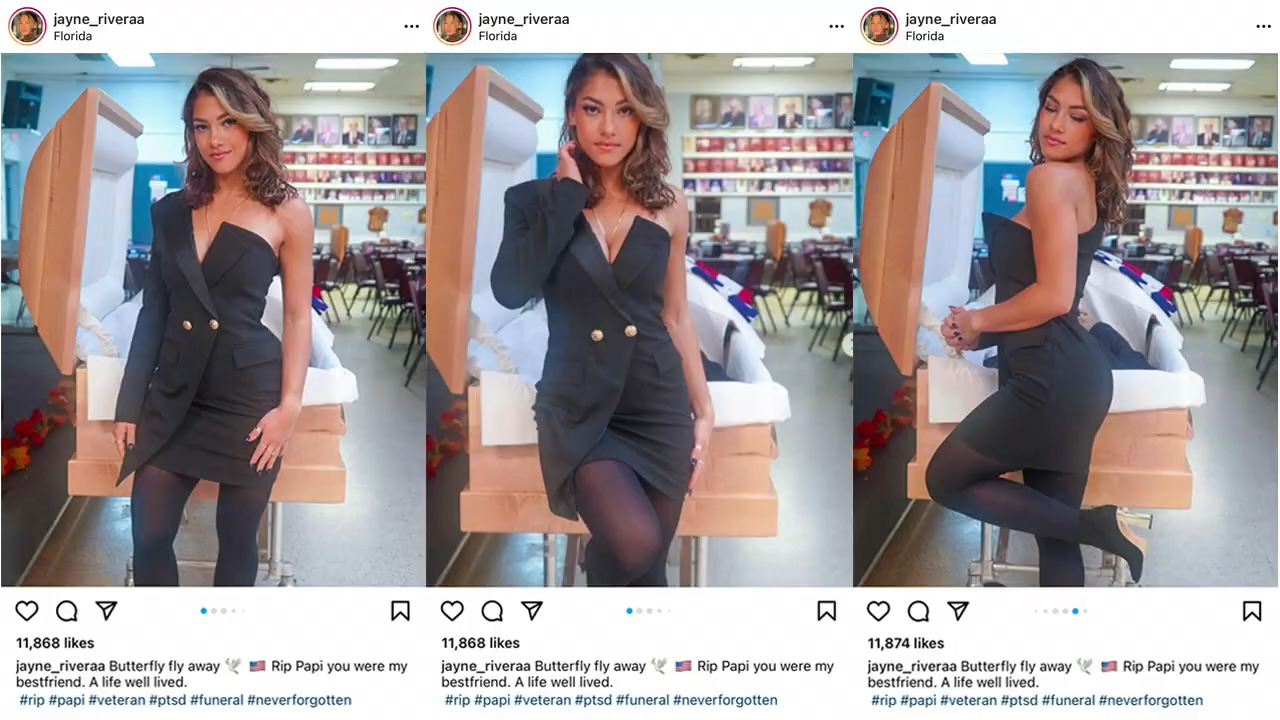 jayne_riveraa
Florida
11,868 likes
jayne_riveraa Butterfly fly away 🕊️ 🇺🇸 Rip Papi you were my
bestfriend. A life well lived.
#rip #papi #veteran #ptsd #funeral #neverforgotten
jayne_riveraa
Florida
11,868 likes
jayne_riveraa Butterfly fly away 🕊️ 🇺🇸 Rip Papi you were my
bestfriend. A life well lived.
#rip #papi #veteran #ptsd #funeral #neverforgotten
jayne_riveraa
Florida
11,874 likes
jayne_riveraa Butterfly fly away 🕊️ 🇺🇸 Rip Papi you were my
bestfriend. A life well lived.
#rip #papi #veteran #ptsd #funeral #neverforgotten